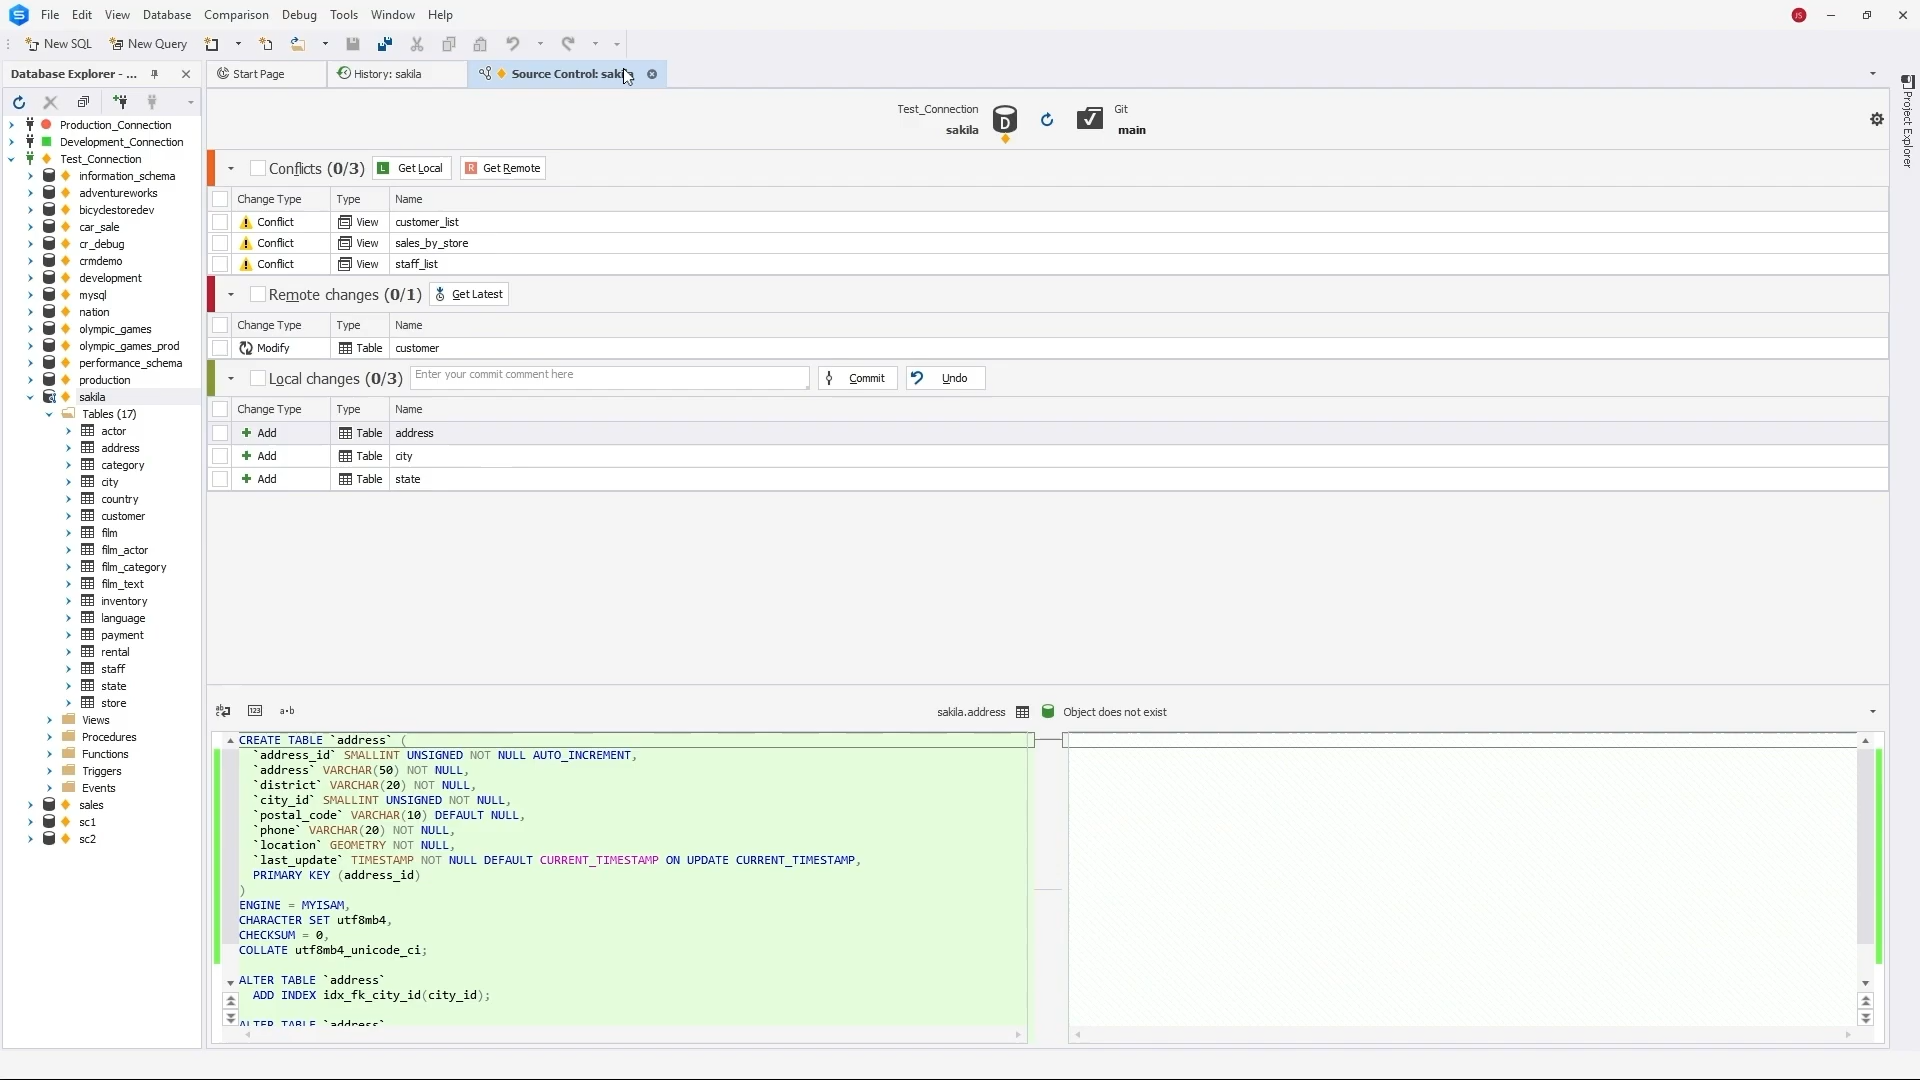 File Edit View Database Comparison Debug Tools Window Help
JS
New SQL New Query
Database Explorer - ...
Start Page
History: sakila
Source Control: sakila
Production_Connection
Development_Connection
Test_Connection
information_schema
adventureworks
bicyclestoredev
car_sale
cr_debug
crmdemo
development
mysql
nation
olympic_games
olympic_games_prod
performance_schema
production
sakila
Tables (17)
actor
address
category
city
country
customer
film
film_actor
film_category
film_text
inventory
language
payment
rental
staff
state
store
Views
Procedures
Functions
Triggers
Events
sales
sc1
sc2
Test_Connection
sakila
D
Git
main
Project Explorer
Conflicts (0/3) L Get Local R Get Remote
Change Type Type Name
Conflict View customer_list
Conflict View sales_by_store
Conflict View staff_list
Remote changes (0/1) Get Latest
Change Type Type Name
Modify Table customer
Local changes (0/3) Enter your commit comment here Commit Undo
Change Type Type Name
Add Table address
Add Table city
Add Table state
123 a·b
sakila.address Object does not exist
CREATE TABLE `address` (
`address_id` SMALLINT UNSIGNED NOT NULL AUTO_INCREMENT,
`address` VARCHAR(50) NOT NULL,
`district` VARCHAR(20) NOT NULL,
`city_id` SMALLINT UNSIGNED NOT NULL,
`postal_code` VARCHAR(10) DEFAULT NULL,
`phone` VARCHAR(20) NOT NULL,
`location` GEOMETRY NOT NULL,
`last_update` TIMESTAMP NOT NULL DEFAULT CURRENT_TIMESTAMP ON UPDATE CURRENT_TIMESTAMP,
PRIMARY KEY (address_id)
)
ENGINE = MYISAM,
CHARACTER SET utf8mb4,
CHECKSUM = 0,
COLLATE utf8mb4_unicode_ci;
ALTER TABLE `address`
ADD INDEX idx_fk_city_id(city_id);
ALTER TABLE `address`